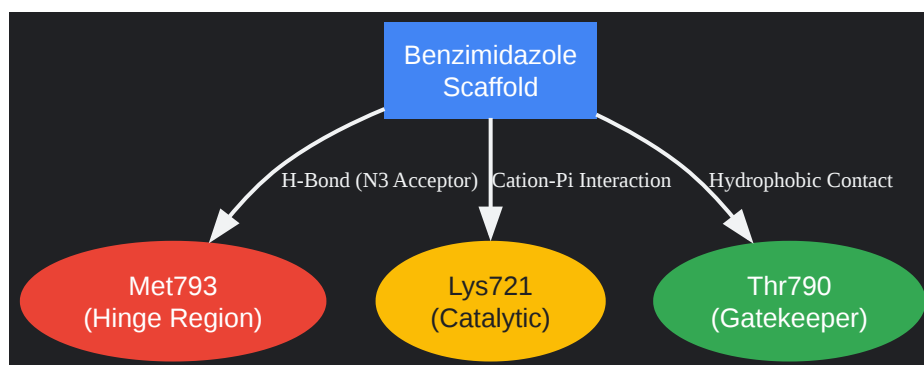 Benzimidazole
Scaffold
H-Bond (N3 Acceptor)
Cation-Pi Interaction
Hydrophobic Contact
Met793
(Hinge Region)
Lys721
(Catalytic)
Thr790
(Gatekeeper)